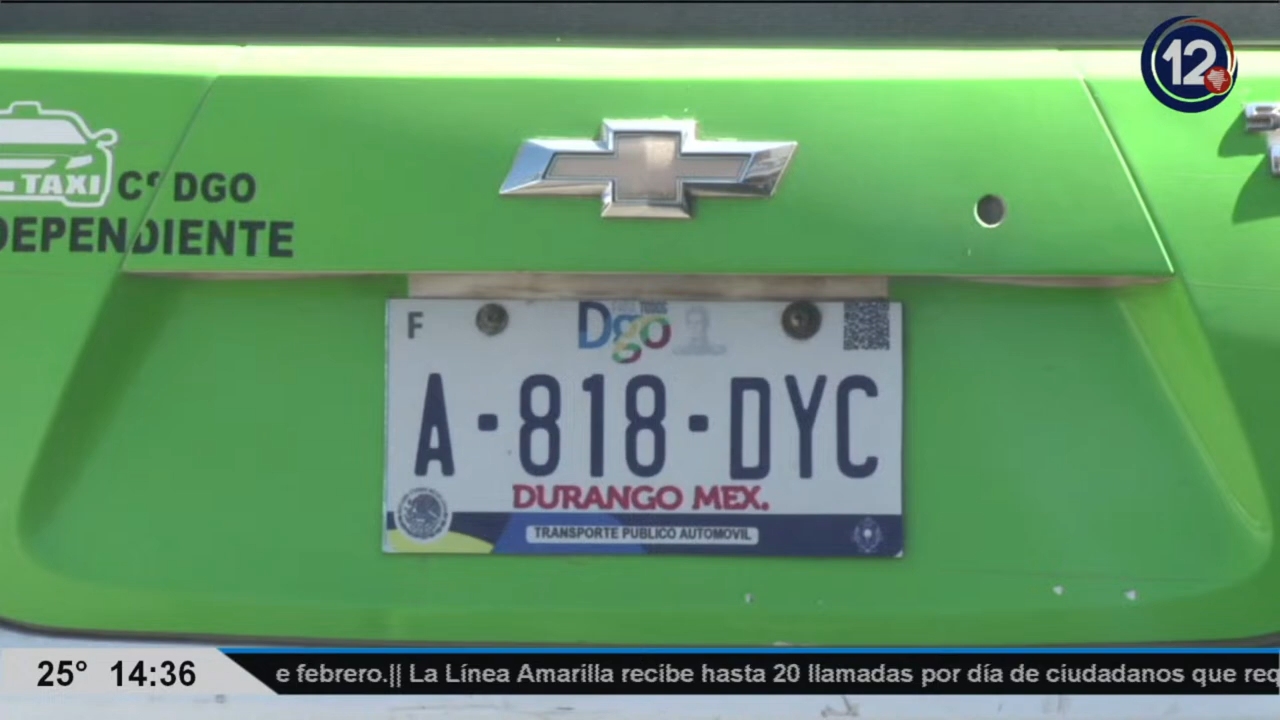 12
TAXI
C° DGO
DEPENDIENTE
F
Dgo
A-818-DYC
DURANGO MEX.
TRANSPORTE PUBLICO AUTOMOVIL
25° 14:36
e febrero.|| La Línea Amarilla recibe hasta 20 llamadas por día de ciudadanos que req